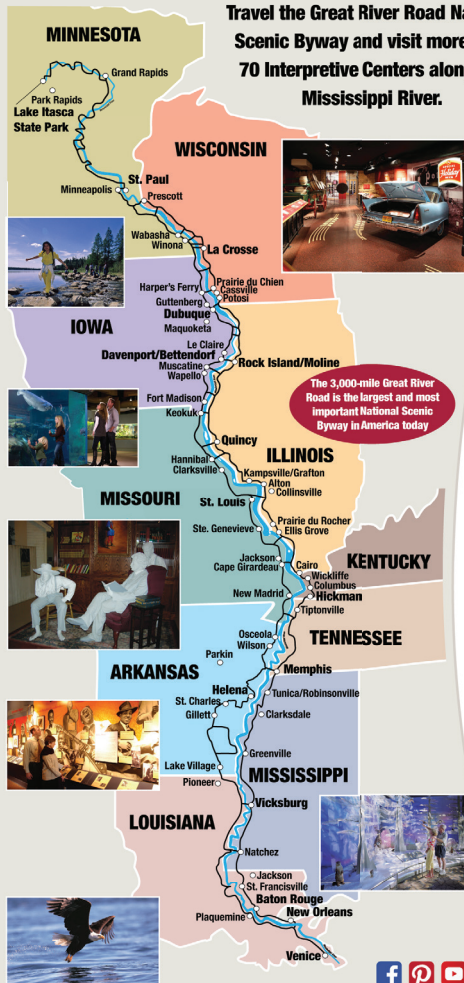 Travel the Great River Road Na
Scenic Byway and visit more
70 Interpretive Centers alon
Mississippi River.
MINNESOTA
Grand Rapids
Park Rapids
Lake Itasca
State Park
WISCONSIN
St. Paul
Minneapolis
Prescott
Wabasha
Winona
La Crosse
Prairie du Chien
Harper's Ferry
Cassville
Guttenberg
Potosi
Dubuque
IOWA
Maquoketa
Le Claire
Davenport/Bettendorf
Rock Island/Moline
Muscatine
Wapello
The 3,000-mile Great River
Road is the largest and most
important National Scenic
Byway in America today
Fort Madison
Keokuk
Quincy
ILLINOIS
Hannibal
Clarksville
Kampsville/Grafton
Alton
Collinsville
MISSOURI
St. Louis
Prairie du Rocher
Ste. Genevieve
Ellis Grove
KENTUCKY
Jackson
Cape Girardeau
Cairo
Wickliffe
Columbus
New Madrid
Hickman
Tiptonville
TENNESSEE
Osceola
Wilson
Parkin
ARKANSAS
Memphis
Helena
Tunica/Robinsonville
St. Charles
Gillett
Clarksdale
Greenville
Lake Village
MISSISSIPPI
Pioneer
Vicksburg
LOUISIANA
Natchez
Jackson
St. Francisville
Baton Rouge
Plaquemine
New Orleans
Venice
Holiday